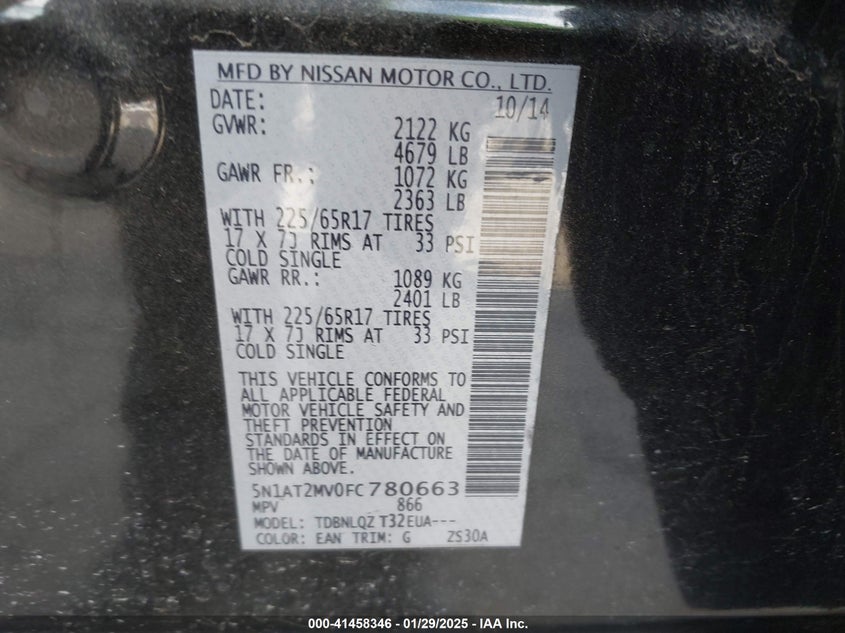 MFD BY NISSAN MOTOR CO., LTD.
DATE: 10/14
GVWR: 2122 KG
4679 LB
GAWR FR.: 1072 KG
2363 LB
WITH 225/65R17 TIRES
17 X 7J RIMS AT 33 PSI
COLD SINGLE
GAWR RR.: 1089 KG
2401 LB
WITH 225/65R17 TIRES
17 X 7J RIMS AT 33 PSI
COLD SINGLE
THIS VEHICLE CONFORMS TO
ALL APPLICABLE FEDERAL
MOTOR VEHICLE SAFETY AND
THEFT PREVENTION
STANDARDS IN EFFECT ON
THE DATE OF MANUFACTURE
SHOWN ABOVE.
5N1AT2MV0FC780663
MPV 866
MODEL: TDBNLQZ T32EUA---
COLOR: EAN TRIM: G ZS30A
000-41458346 - 01/29/2025 - IAA Inc.